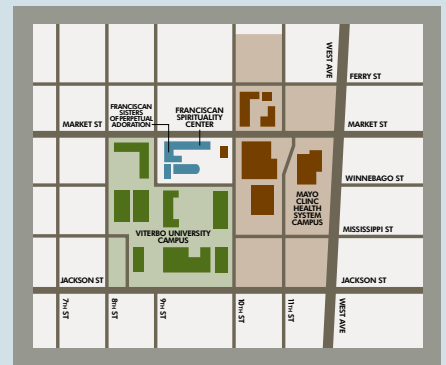 WEST AVE
FERRY ST
FRANCISCAN
SISTERS
OF PERPETUAL
ADORATION
FRANCISCAN
SPIRITUALITY
CENTER
MARKET ST
MARKET ST
WINNEBAGO ST
MAYO
CLINC
HEALTH
SYSTEM
CAMPUS
MISSISSIPPI ST
VITERBO UNIVERSITY
CAMPUS
JACKSON ST
JACKSON ST
7TH ST
8TH ST
9TH ST
10TH ST
11TH ST
WEST AVE